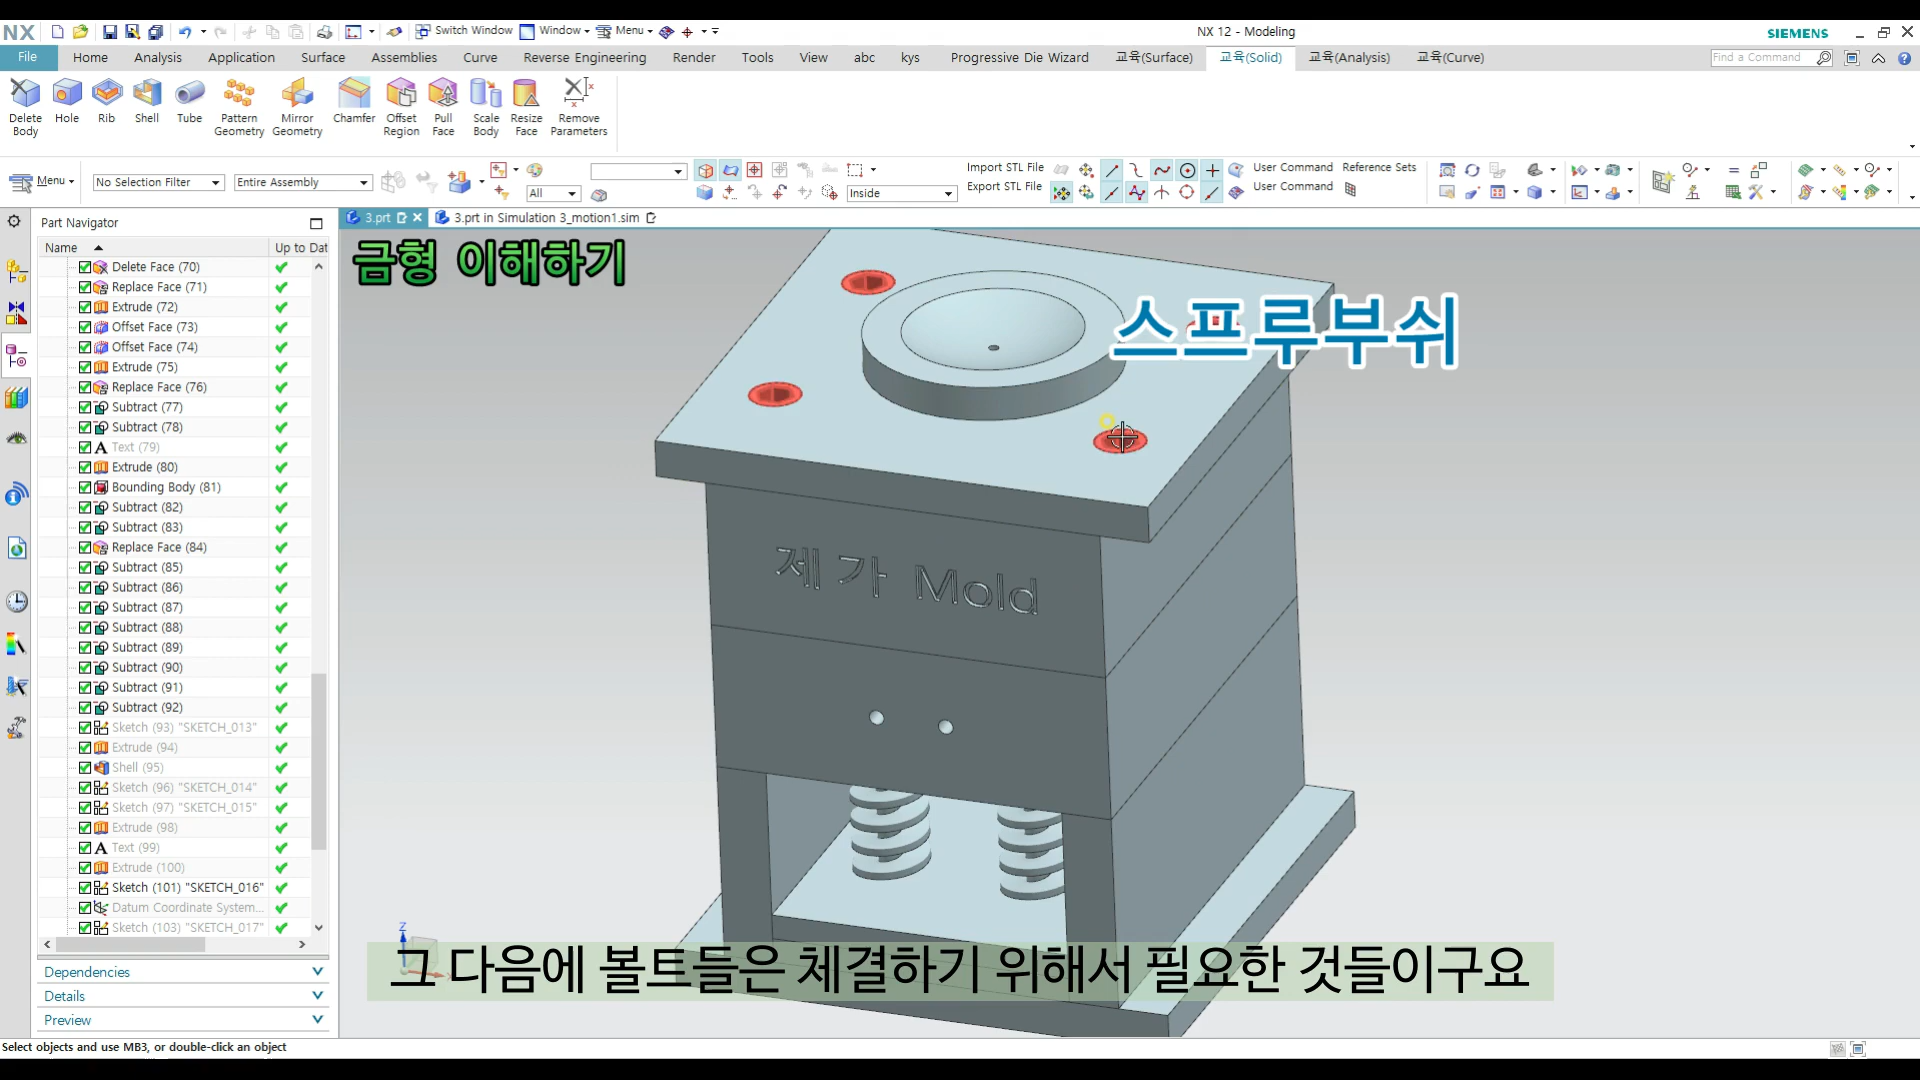 NX
Switch Window
Window
Menu
NX 12 - Modeling
SIEMENS
File
Home
Analysis
Application
Surface
Assemblies
Curve
Reverse Engineering
Render
Tools
View
abc
kys
Progressive Die Wizard
교육(Surface)
교육(Solid)
교육(Analysis)
교육(Curve)
Find a Command
Delete Body
Hole
Rib
Shell
Tube
Pattern Geometry
Mirror Geometry
Chamfer
Offset Region
Pull Face
Scale Body
Resize Face
Remove Parameters
Menu
No Selection Filter
Entire Assembly
All
Inside
Import STL File
Export STL File
User Command
User Command
Reference Sets
Part Navigator
3.prt
3.prt in Simulation 3_motion1.sim
Name
Up to Dat
Delete Face (70)
Replace Face (71)
Extrude (72)
Offset Face (73)
Offset Face (74)
Extrude (75)
Replace Face (76)
Subtract (77)
Subtract (78)
Text (79)
Extrude (80)
Bounding Body (81)
Subtract (82)
Subtract (83)
Replace Face (84)
Subtract (85)
Subtract (86)
Subtract (87)
Subtract (88)
Subtract (89)
Subtract (90)
Subtract (91)
Subtract (92)
Sketch (93) "SKETCH_013"
Extrude (94)
Shell (95)
Sketch (96) "SKETCH_014"
Sketch (97) "SKETCH_015"
Extrude (98)
Text (99)
Extrude (100)
Sketch (101) "SKETCH_016"
Datum Coordinate System...
Sketch (103) "SKETCH_017"
Dependencies
Details
Preview
금형 이해하기
스프루부쉬
제가 Mold
Z
그 다음에 볼트들은 체결하기 위해서 필요한 것들이구요
Select objects and use MB3, or double-click an object